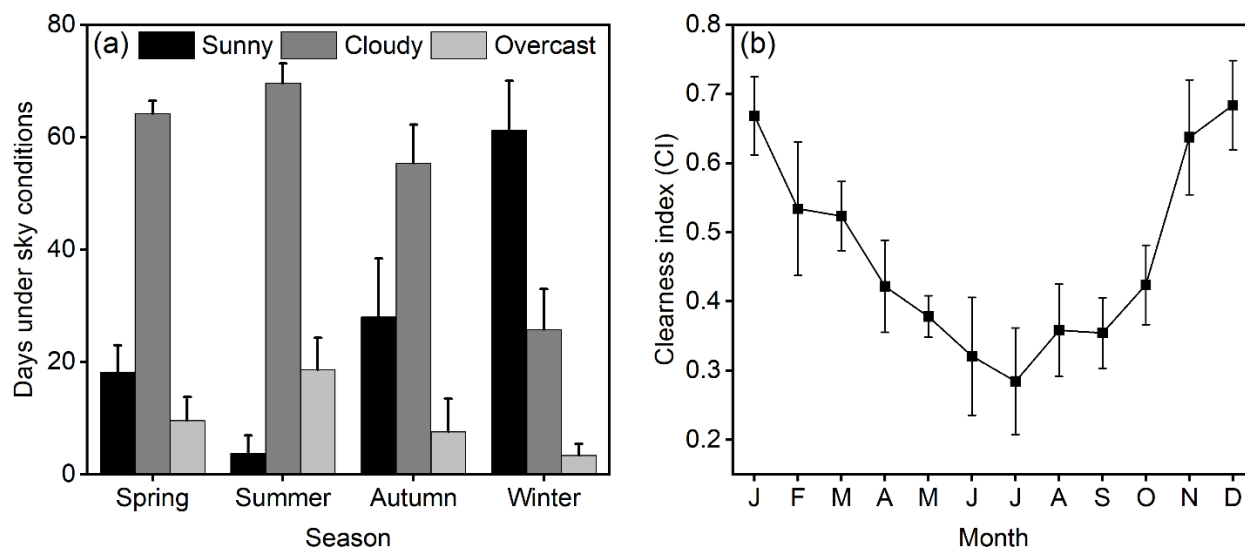 (a) Sunny Cloudy Overcast
80
60
40
20
0
Days under sky conditions
Spring Summer Autumn Winter
Season
(b)
0.8
0.7
0.6
0.5
0.4
0.3
0.2
Clearness index (CI)
J F M A M J J A S O N D
Month